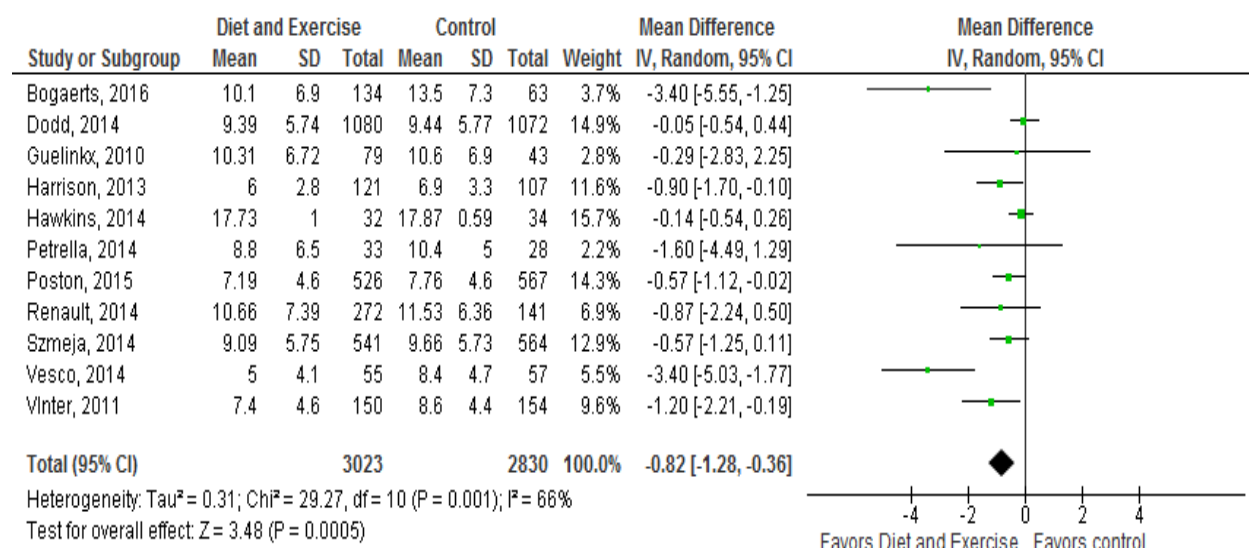 Diet and Exercise Control Mean Difference Mean Difference
Study or Subgroup Mean SD Total Mean SD Total Weight IV, Random, 95% CI IV, Random, 95% CI
Bogaerts, 2016 10.1 6.9 134 13.5 7.3 63 3.7% -3.40 [-5.55, -1.25]
Dodd, 2014 9.39 5.74 1080 9.44 5.77 1072 14.9% -0.05 [-0.54, 0.44]
Guelinkx, 2010 10.31 6.72 79 10.6 6.9 43 2.8% -0.29 [-2.83, 2.25]
Harrison, 2013 6 2.8 121 6.9 3.3 107 11.6% -0.90 [-1.70, -0.10]
Hawkins, 2014 17.73 1 32 17.87 0.59 34 15.7% -0.14 [-0.54, 0.26]
Petrella, 2014 8.8 6.5 33 10.4 5 28 2.2% -1.60 [-4.49, 1.29]
Poston, 2015 7.19 4.6 526 7.76 4.6 567 14.3% -0.57 [-1.12, -0.02]
Renault, 2014 10.66 7.39 272 11.53 6.36 141 6.9% -0.87 [-2.24, 0.50]
Szmeja, 2014 9.09 5.75 541 9.66 5.73 564 12.9% -0.57 [-1.25, 0.11]
Vesco, 2014 5 4.1 55 8.4 4.7 57 5.5% -3.40 [-5.03, -1.77]
VInter, 2011 7.4 4.6 150 8.6 4.4 154 9.6% -1.20 [-2.21, -0.19]
Total (95% CI) 3023 2830 100.0% -0.82 [-1.28, -0.36]
Heterogeneity: Tau² = 0.31; Chi² = 29.27, df = 10 (P = 0.001); I² = 66%
Test for overall effect: Z = 3.48 (P = 0.0005)
-4 -2 0 2 4
Favors Diet and Exercise Favors control